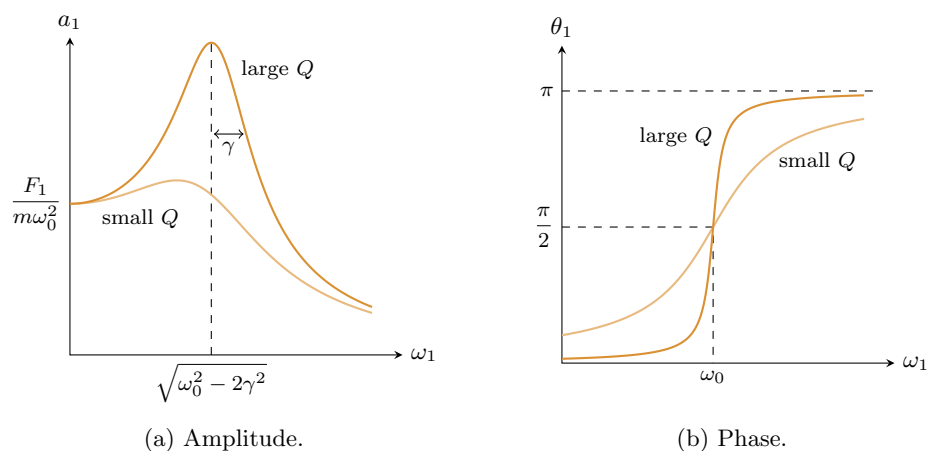 a₁
large Q
γ
F₁/mω₀²
small Q
ω₁
√(ω₀² − 2γ²)
(a) Amplitude.
θ₁
π
large Q
small Q
π/2
ω₀
ω₁
(b) Phase.